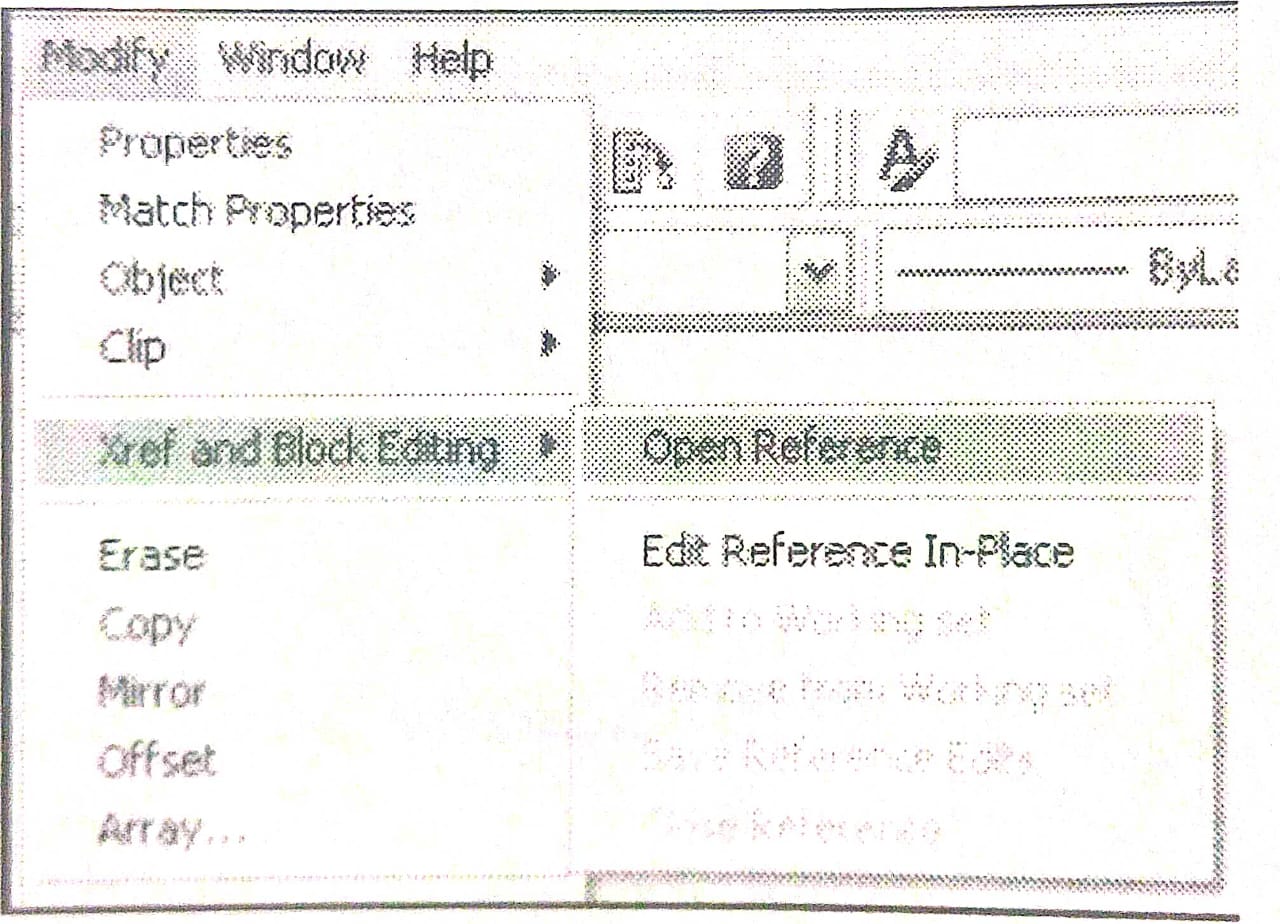 Modify Window Help
Properties
Match Properties
Object
Clip
ByLa
Xref and Block Editing
Open Reference
Erase
Edit Reference In-Place
Copy
Add to Working set
Mirror
Remove from Working set
Offset
Save Reference Edits
Array...
Close Reference